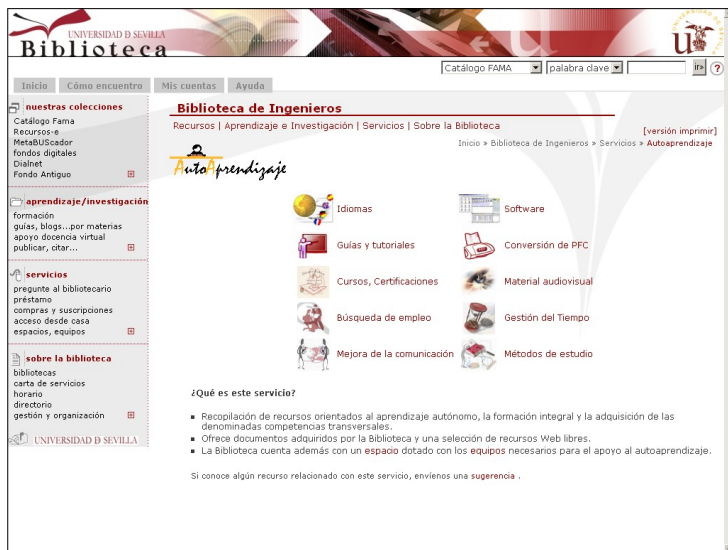 UNIVERSIDAD D SEVILLA
Biblioteca
Catálogo FAMA
palabra clave
ir»
?
Inicio
Cómo encuentro
Mis cuentas
Ayuda
nuestras colecciones
Catálogo Fama
Recursos-e
MetaBUScador
fondos digitales
Dialnet
Fondo Antiguo
aprendizaje/investigación
formación
guías, blogs...por materias
apoyo docencia virtual
publicar, citar...
servicios
pregunte al bibliotecario
préstamo
compras y suscripciones
acceso desde casa
espacios, equipos
sobre la biblioteca
bibliotecas
carta de servicios
horario
directorio
gestión y organización
UNIVERSIDAD D SEVILLA
Biblioteca de Ingenieros
Recursos | Aprendizaje e Investigación | Servicios | Sobre la Biblioteca
[versión imprimir]
Inicio » Biblioteca de Ingenieros » Servicios » Autoaprendizaje
AutoAprendizaje
Idiomas
Software
Guías y tutoriales
Conversión de PFC
Cursos, Certificaciones
Material audiovisual
Búsqueda de empleo
Gestión del Tiempo
Mejora de la comunicación
Métodos de estudio
¿Qué es este servicio?
Recopilación de recursos orientados al aprendizaje autónomo, la formación integral y la adquisición de las
denominadas competencias transversales.
Ofrece documentos adquiridos por la Biblioteca y una selección de recursos Web libres.
La Biblioteca cuenta además con un espacio dotado con los equipos necesarios para el apoyo al autoaprendizaje.
Si conoce algún recurso relacionado con este servicio, envíenos una sugerencia .